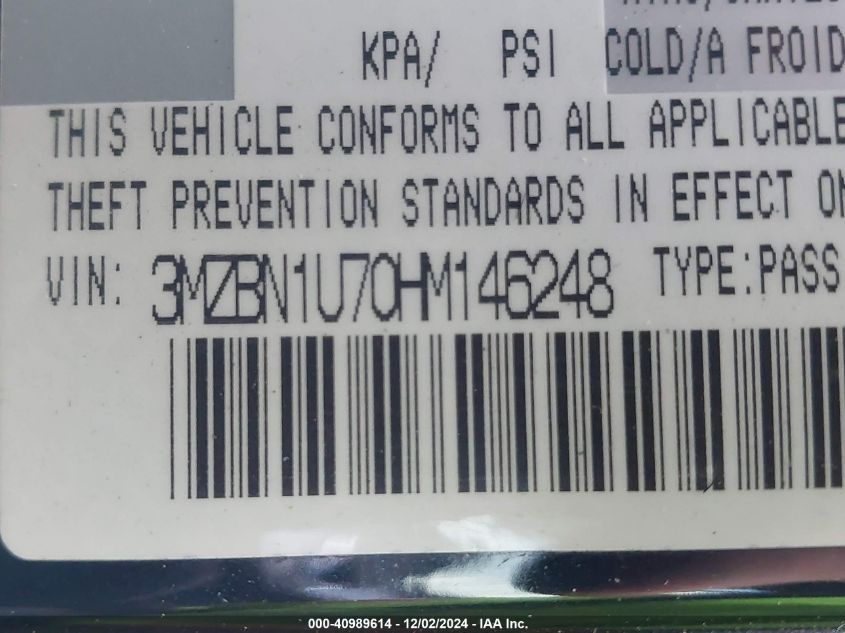 KPA/ PSI COLD/A FROID
THIS VEHICLE CONFORMS TO ALL APPLICABLE
THEFT PREVENTION STANDARDS IN EFFECT ON
VIN: 3MZBN1U70HM146248 TYPE:PASS
000-40989614 - 12/02/2024 - IAA Inc.